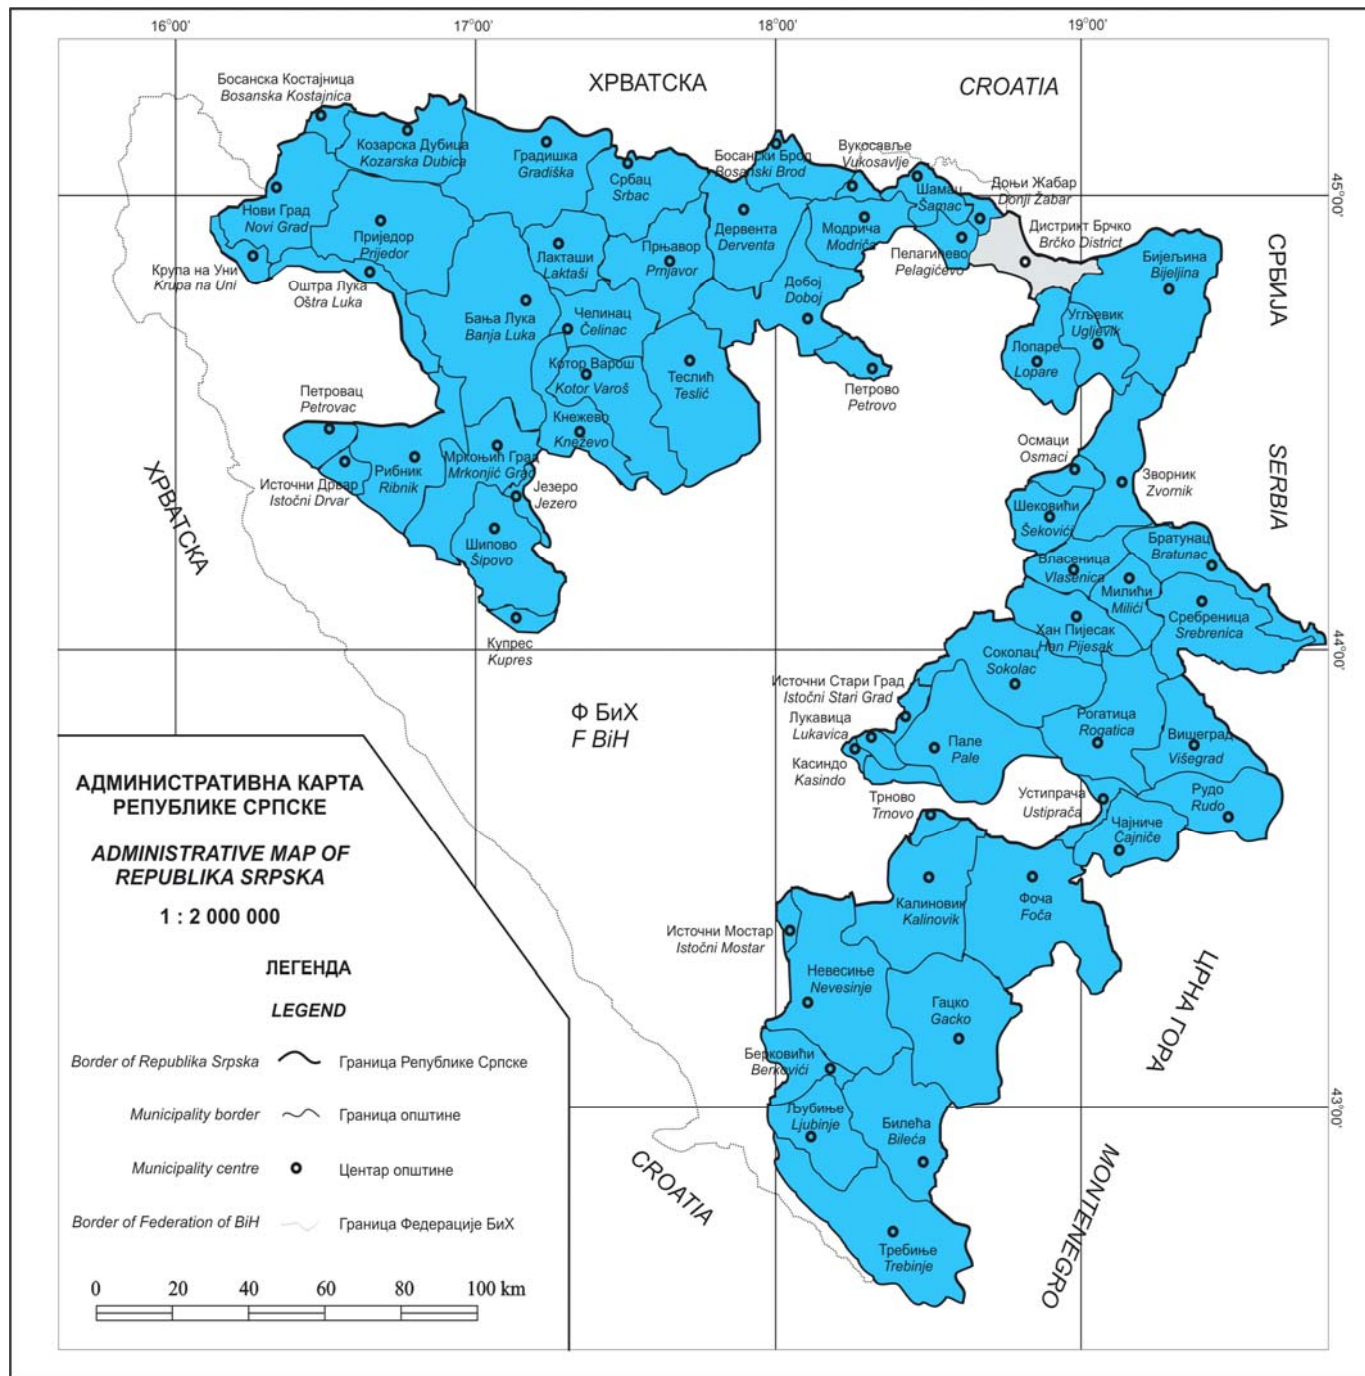 16°00'
17°00'
18°00'
19°00'
ХРВАТСКА
CROATIA
Босанска Костајница
Bosanska Kostajnica
Козарска Дубица
Kozarska Dubica
Градишка
Gradiška
Србац
Srbac
Босански Брод
Bosanski Brod
Вукосавље
Vukosavlje
Шамац
Šamac
Доњи Жабар
Donji Žabar
45°00'
Нови Град
Novi Grad
Приједор
Prijedor
Лакташи
Laktaši
Прњавор
Prnjavor
Дервента
Derventa
Модрича
Modriča
Пелагићево
Pelagićevo
Дистрикт Брчко
Brčko District
Бијељина
Bijeljina
СРБИЈА
Крупа на Уни
Krupa na Uni
Оштра Лука
Oštra Luka
Бања Лука
Banja Luka
Челинац
Čelinac
Добој
Doboj
Угљевик
Ugljevik
Лопаре
Lopare
Котор Варош
Kotor Varoš
Теслић
Teslić
Петрово
Petrovo
Петровац
Petrovac
Кнежево
Kneževo
Осмаци
Osmaci
Зворник
Zvornik
SERBIA
Источни Дрвар
Istočni Drvar
Рибник
Ribnik
Мркоњић Град
Mrkonjić Grad
Језеро
Jezero
ХРВАТСКА
Шипово
Šipovo
Шековићи
Šekovići
Братунац
Bratunac
Власеница
Vlasenica
Милићи
Milići
Сребреница
Srebrenica
Купрес
Kupres
Хан Пијесак
Han Pijesak
44°00'
Соколац
Sokolac
Источни Стари Град
Istočni Stari Grad
Ф БиХ
F BiH
Лукавица
Lukavica
Касиндо
Kasindo
Пале
Pale
Рогатица
Rogatica
Вишеград
Višegrad
Трново
Trnovo
Устипрача
Ustiprača
Рудо
Rudo
Чајниче
Čajniče
АДМИНИСТРАТИВНА КАРТА
РЕПУБЛИКЕ СРПСКЕ
ADMINISTRATIVE MAP OF
REPUBLIKA SRPSKA
1 : 2 000 000
Калиновик
Kalinovik
Фоча
Foča
Источни Мостар
Istočni Mostar
Невесиње
Nevesinje
Гацко
Gacko
ЦРНА ГОРА
Берковићи
Berkovići
Љубиње
Ljubinje
Билећа
Bileća
43°00'
CROATIA
MONTENEGRO
Требиње
Trebinje
ЛЕГЕНДА
LEGEND
Border of Republika Srpska Граница Републике Српске
Municipality border Граница општине
Municipality centre Центар општине
Border of Federation of BiH Граница Федерације БиХ
0 20 40 60 80 100 km